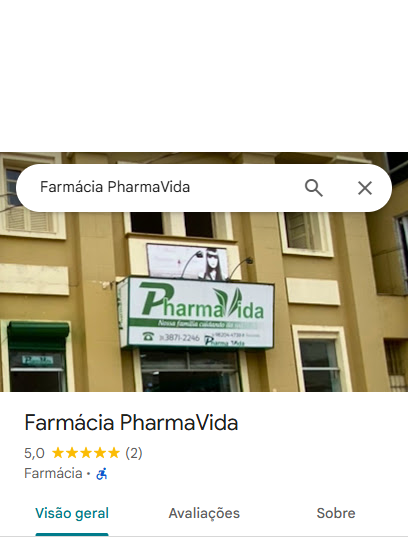 Farmácia PharmaVida
PharmaVida
Nossa família cuidando da
3871-2246
PharmaVida
Farmácia PharmaVida
5,0 (2)
Farmácia ·
Visão geral Avaliações Sobre